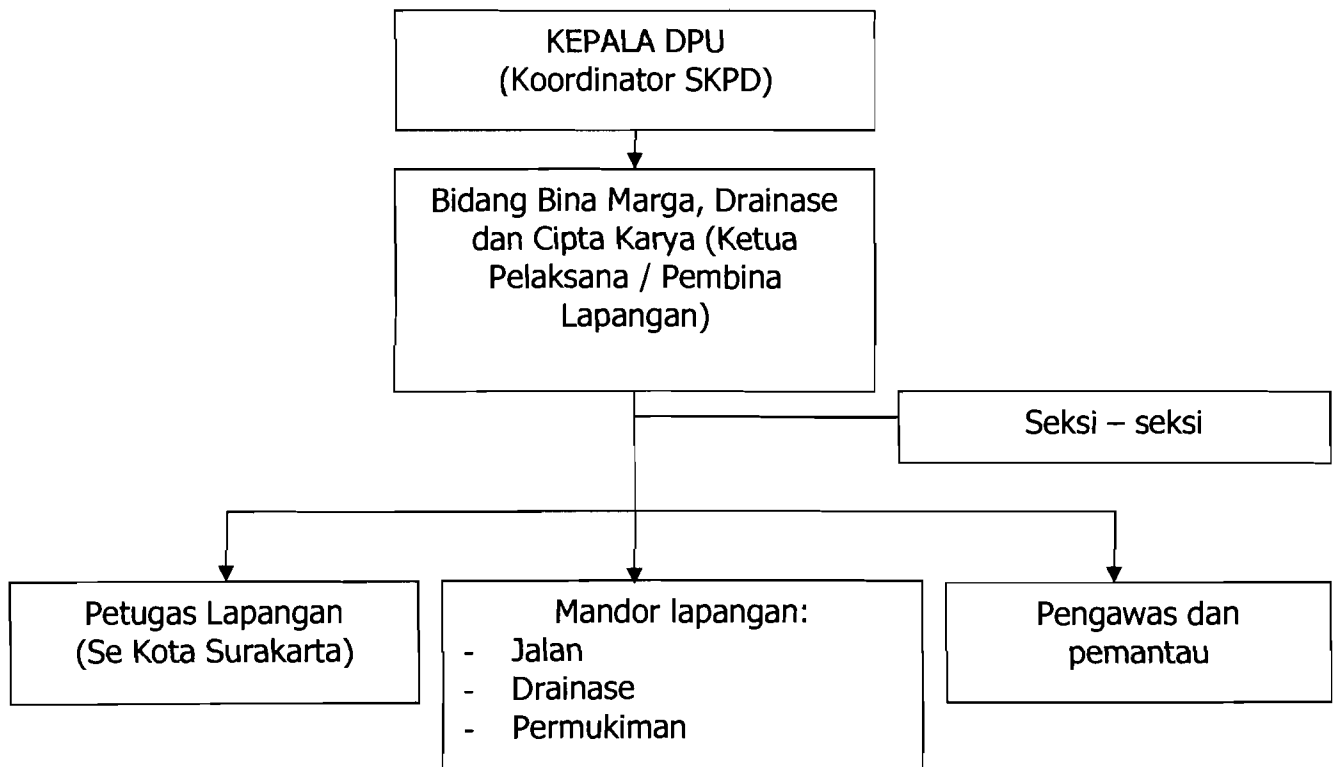 KEPALA DPU
(Koordinator SKPD)
Bidang Bina Marga, Drainase
dan Cipta Karya (Ketua
Pelaksana / Pembina
Lapangan)
Seksi – seksi
Petugas Lapangan
(Se Kota Surakarta)
Mandor lapangan:
- Jalan
- Drainase
- Permukiman
Pengawas dan
pemantau